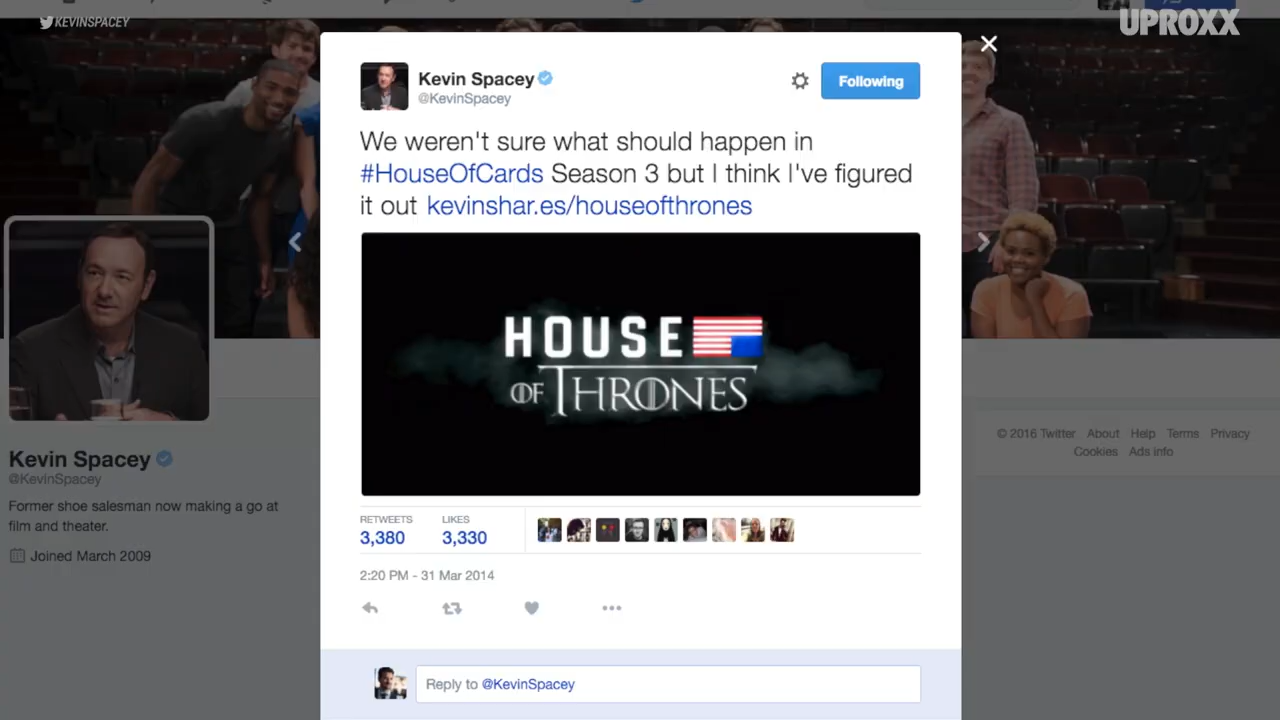 KEVINSPACEY
UPROXX
Kevin Spacey
@KevinSpacey
Following
We weren't sure what should happen in
#HouseOfCards Season 3 but I think I've figured
it out kevinshar.es/houseofthrones
HOUSE
OF THRONES
RETWEETS LIKES
3,380 3,330
2:20 PM - 31 Mar 2014
Reply to @KevinSpacey
Kevin Spacey
@KevinSpacey
Former shoe salesman now making a go at
film and theater.
Joined March 2009
© 2016 Twitter About Help Terms Privacy
Cookies Ads info